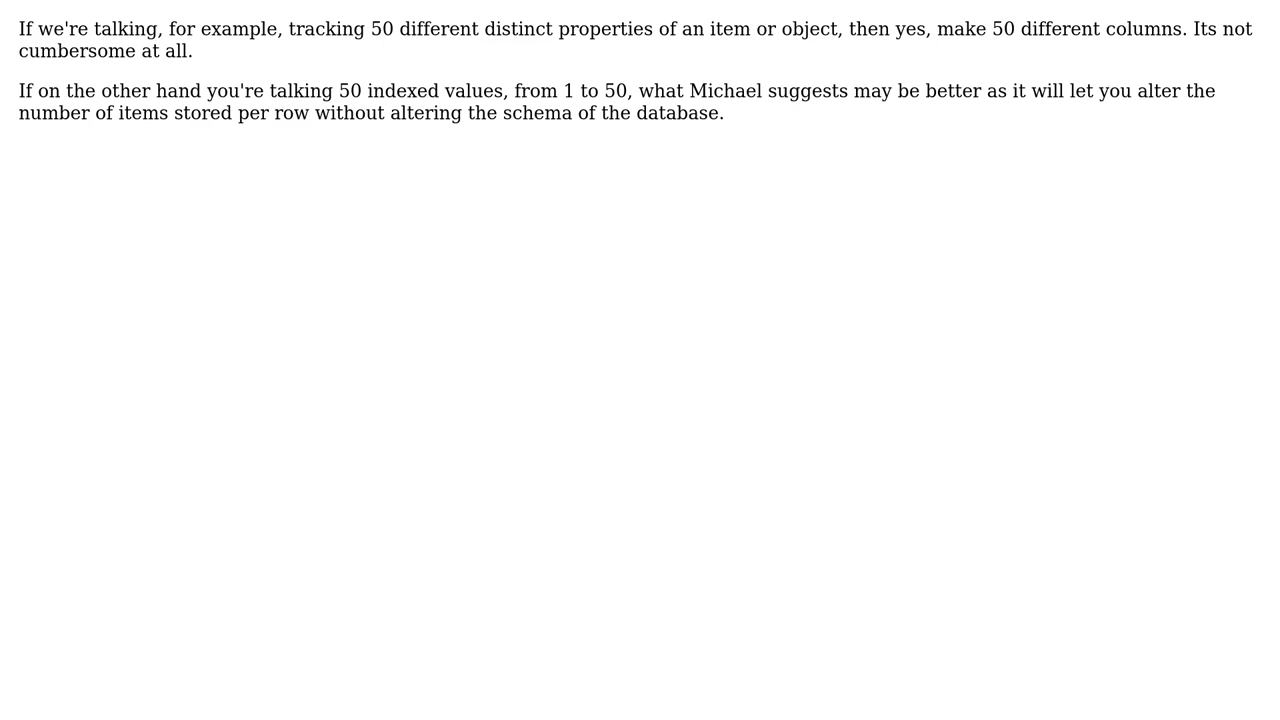 If we're talking, for example, tracking 50 different distinct properties of an item or object, then yes, make 50 different columns. Its not
cumbersome at all.
If on the other hand you're talking 50 indexed values, from 1 to 50, what Michael suggests may be better as it will let you alter the
number of items stored per row without altering the schema of the database.